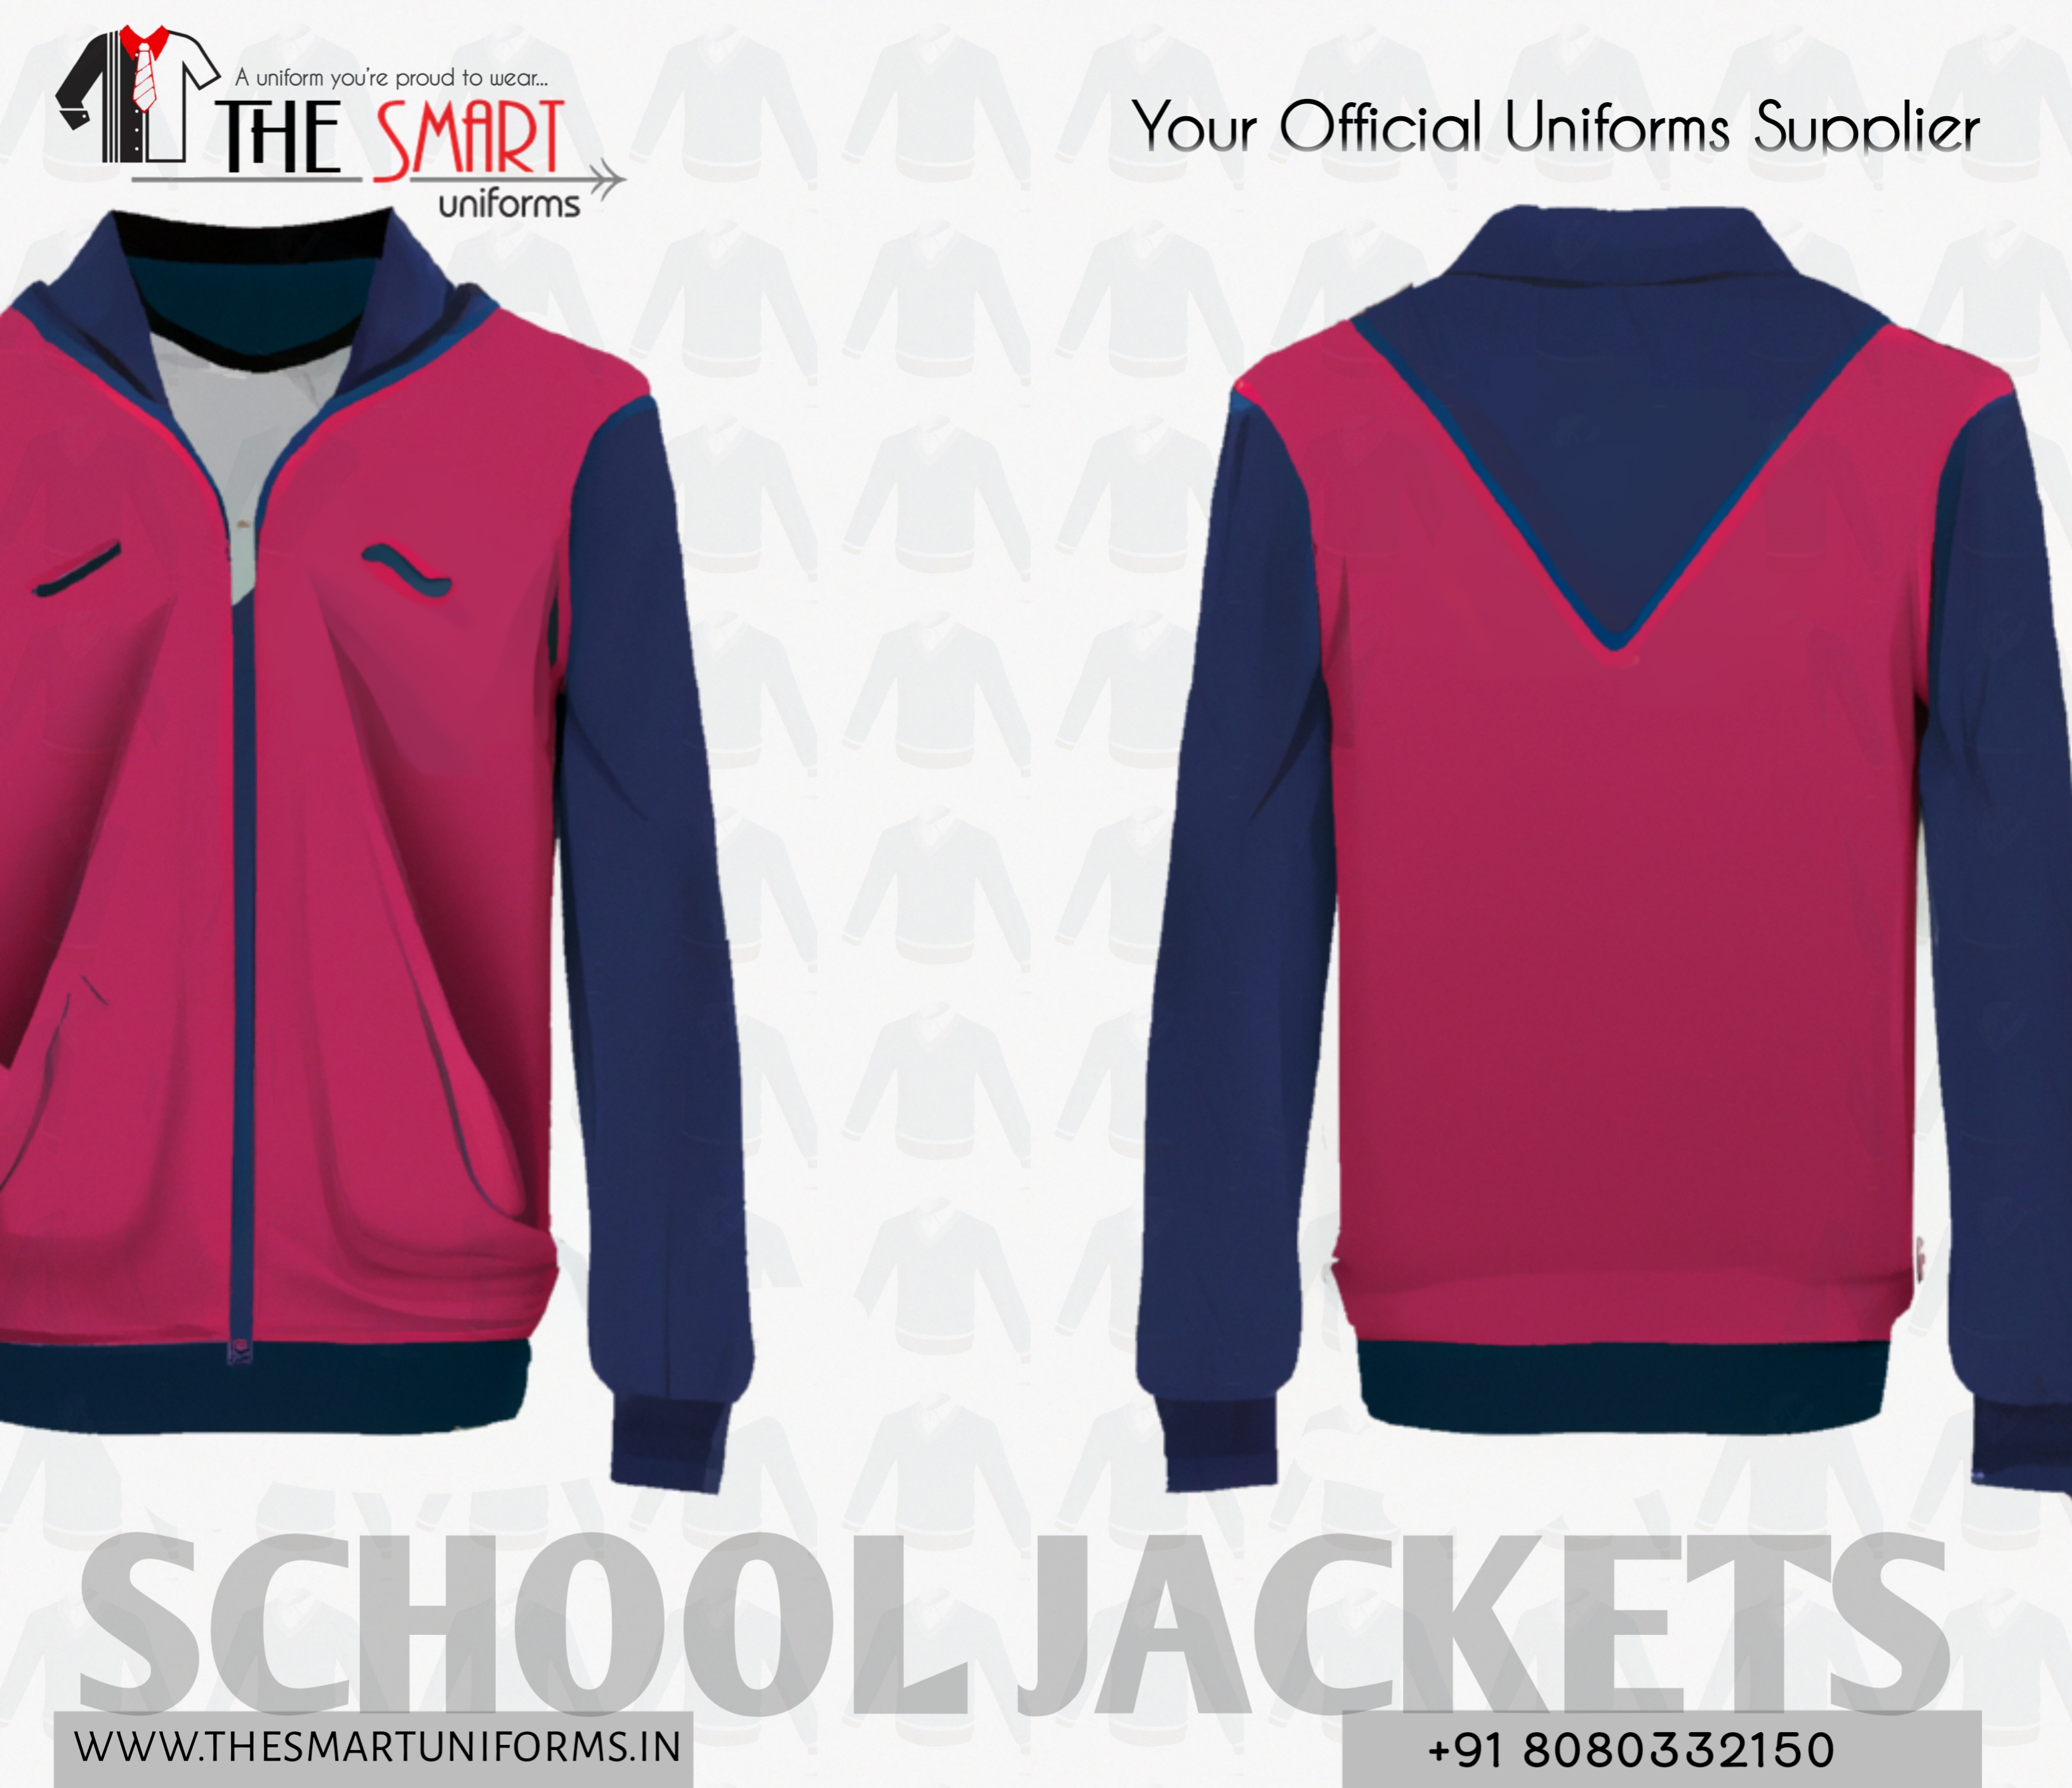 A uniform you're proud to wear...
THE SMART
uniforms
Your Official Uniforms Supplier
SCHOOL JACKETS
WWW.THESMARTUNIFORMS.IN
+91 8080332150